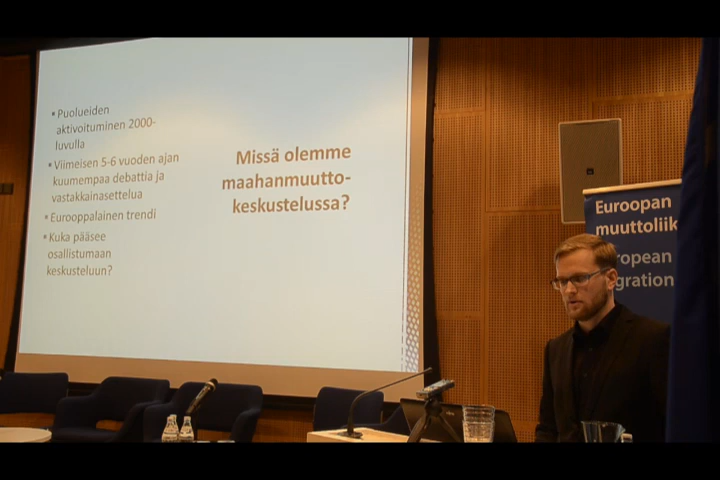 ▪ Puolueiden
aktivoituminen 2000-
luvulla
▪ Viimeisen 5-6 vuoden ajan
kuumempaa debattia ja
vastakkainasettelua
▪ Eurooppalainen trendi
▪ Kuka pääsee
osallistumaan
keskusteluun?
Missä olemme
maahanmuutto-
keskustelussa?
Euroopan
muuttoliik
uropean
gration